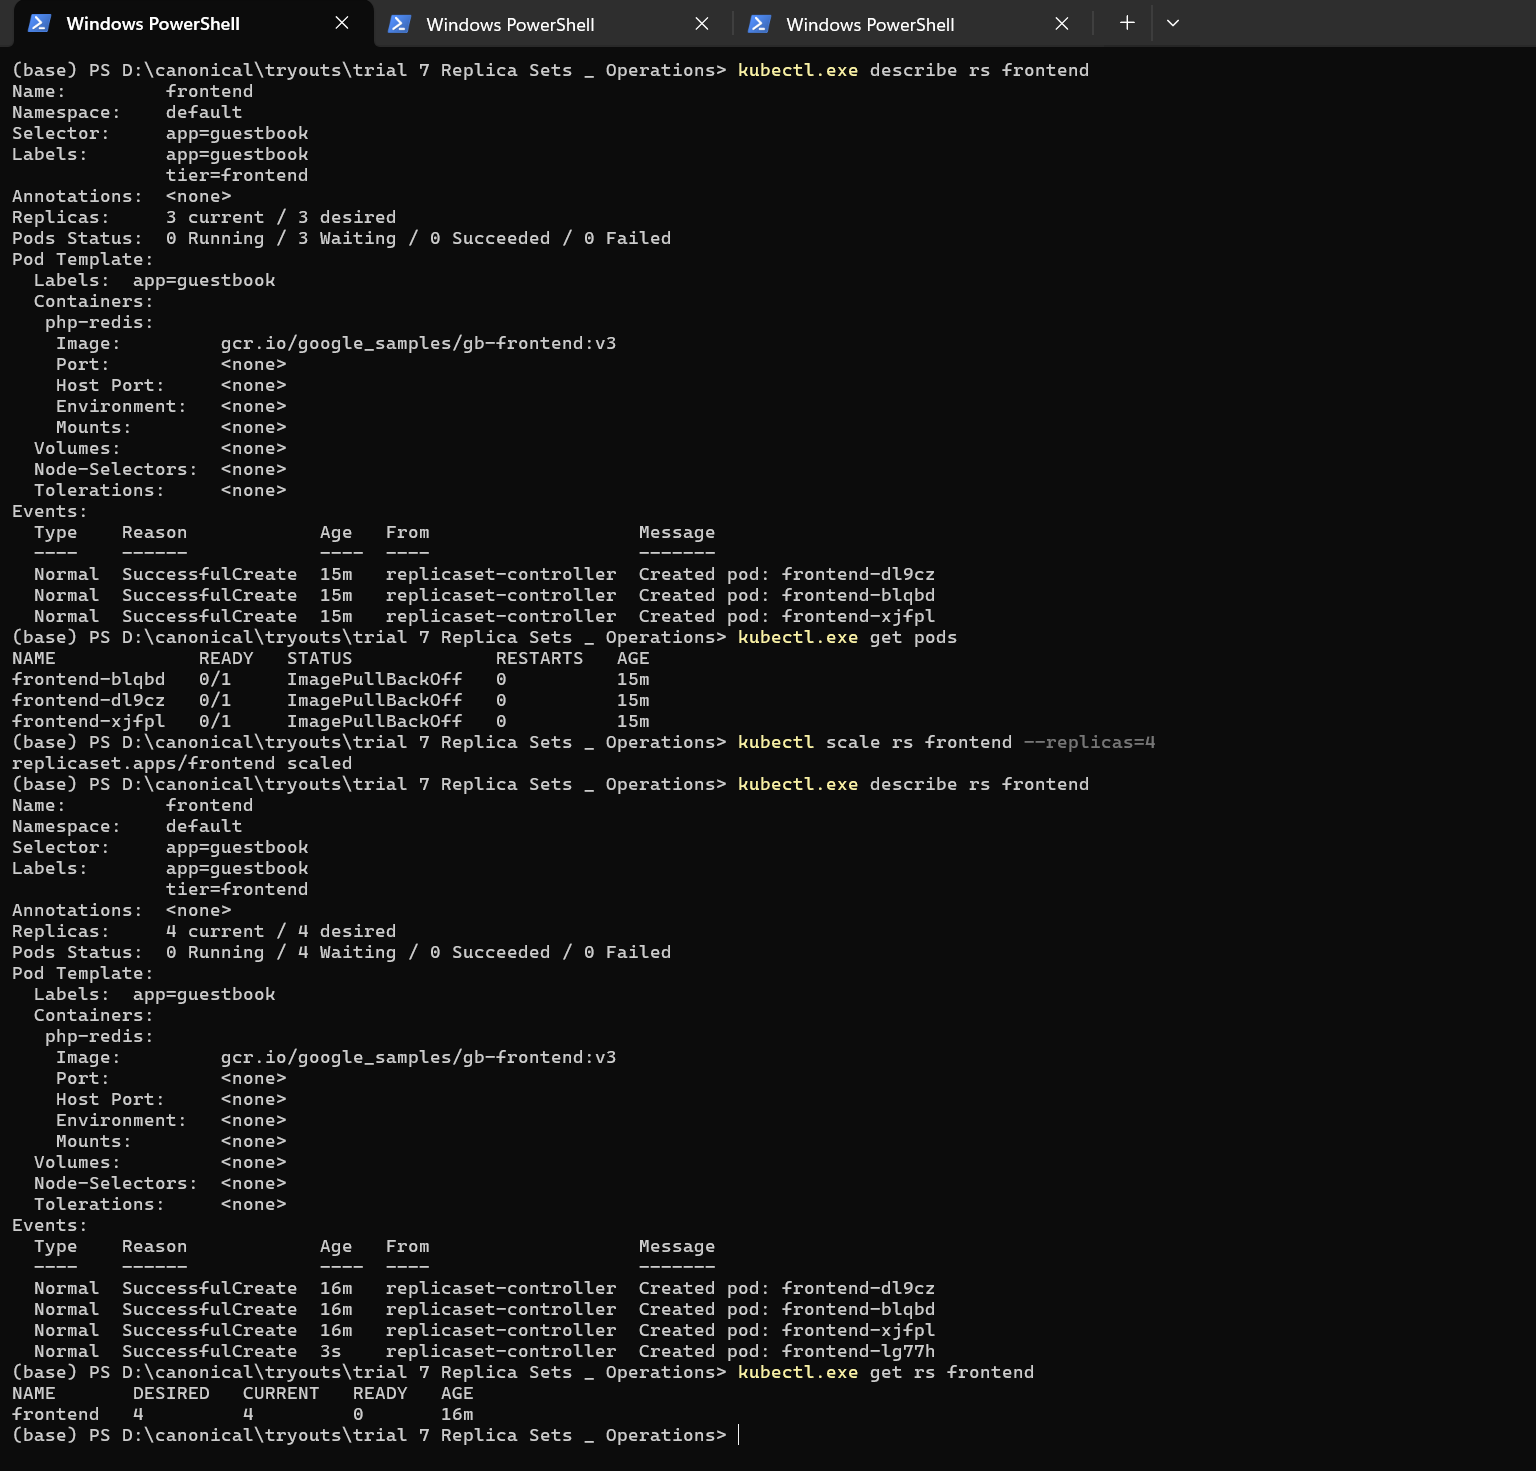 Windows PowerShell
Windows PowerShell
Windows PowerShell
(base) PS D:\canonical\tryouts\trial 7 Replica Sets _ Operations> kubectl.exe describe rs frontend
Name:         frontend
Namespace:    default
Selector:     app=guestbook
Labels:       app=guestbook
              tier=frontend
Annotations:  <none>
Replicas:     3 current / 3 desired
Pods Status:  0 Running / 3 Waiting / 0 Succeeded / 0 Failed
Pod Template:
  Labels:  app=guestbook
  Containers:
   php-redis:
    Image:         gcr.io/google_samples/gb-frontend:v3
    Port:          <none>
    Host Port:     <none>
    Environment:   <none>
    Mounts:        <none>
  Volumes:         <none>
  Node-Selectors:  <none>
  Tolerations:     <none>
Events:
  Type    Reason            Age   From                   Message
  ----    ------            ----  ----                   -------
  Normal  SuccessfulCreate  15m   replicaset-controller  Created pod: frontend-dl9cz
  Normal  SuccessfulCreate  15m   replicaset-controller  Created pod: frontend-blqbd
  Normal  SuccessfulCreate  15m   replicaset-controller  Created pod: frontend-xjfpl
(base) PS D:\canonical\tryouts\trial 7 Replica Sets _ Operations> kubectl.exe get pods
NAME             READY   STATUS             RESTARTS   AGE
frontend-blqbd   0/1     ImagePullBackOff   0          15m
frontend-dl9cz   0/1     ImagePullBackOff   0          15m
frontend-xjfpl   0/1     ImagePullBackOff   0          15m
(base) PS D:\canonical\tryouts\trial 7 Replica Sets _ Operations> kubectl scale rs frontend --replicas=4
replicaset.apps/frontend scaled
(base) PS D:\canonical\tryouts\trial 7 Replica Sets _ Operations> kubectl.exe describe rs frontend
Name:         frontend
Namespace:    default
Selector:     app=guestbook
Labels:       app=guestbook
              tier=frontend
Annotations:  <none>
Replicas:     4 current / 4 desired
Pods Status:  0 Running / 4 Waiting / 0 Succeeded / 0 Failed
Pod Template:
  Labels:  app=guestbook
  Containers:
   php-redis:
    Image:         gcr.io/google_samples/gb-frontend:v3
    Port:          <none>
    Host Port:     <none>
    Environment:   <none>
    Mounts:        <none>
  Volumes:         <none>
  Node-Selectors:  <none>
  Tolerations:     <none>
Events:
  Type    Reason            Age   From                   Message
  ----    ------            ----  ----                   -------
  Normal  SuccessfulCreate  16m   replicaset-controller  Created pod: frontend-dl9cz
  Normal  SuccessfulCreate  16m   replicaset-controller  Created pod: frontend-blqbd
  Normal  SuccessfulCreate  16m   replicaset-controller  Created pod: frontend-xjfpl
  Normal  SuccessfulCreate  3s    replicaset-controller  Created pod: frontend-lg77h
(base) PS D:\canonical\tryouts\trial 7 Replica Sets _ Operations> kubectl.exe get rs frontend
NAME       DESIRED   CURRENT   READY   AGE
frontend   4         4         0       16m
(base) PS D:\canonical\tryouts\trial 7 Replica Sets _ Operations>